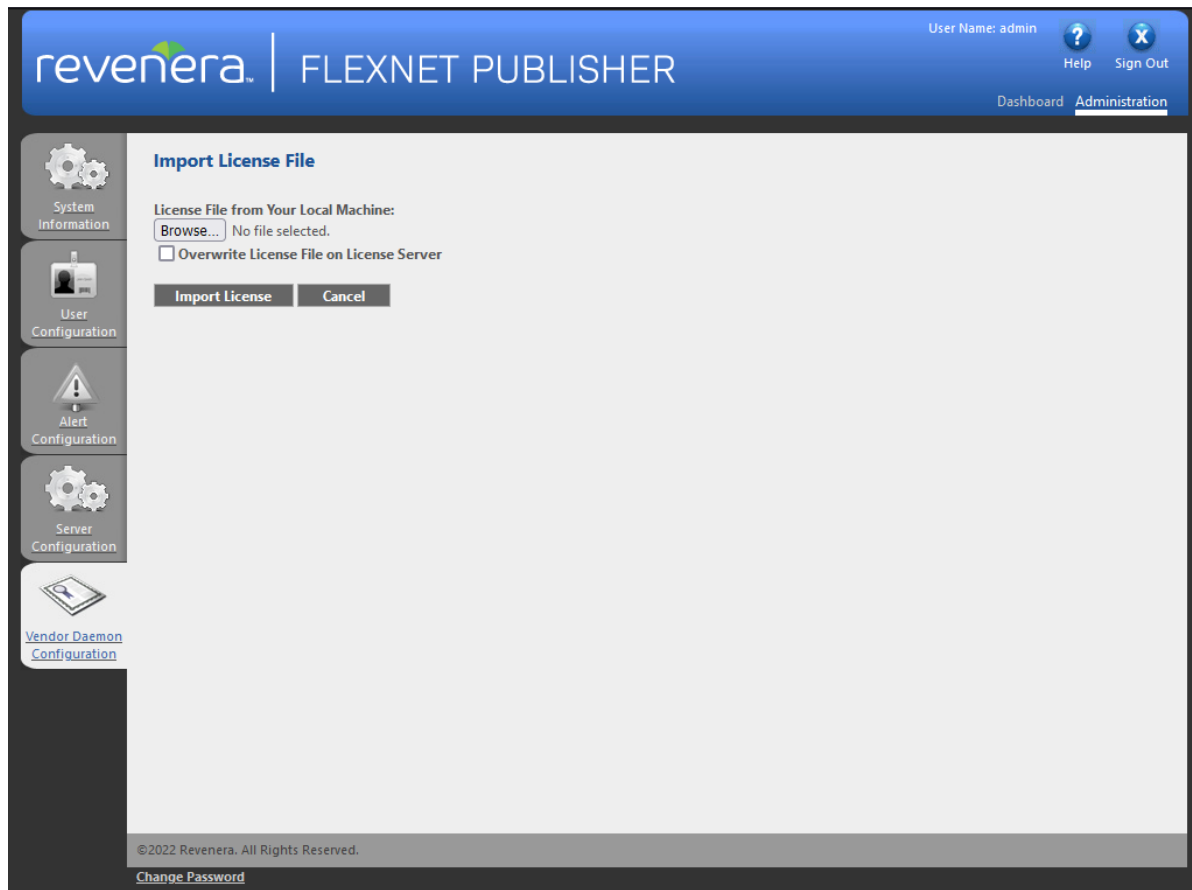 User Name: admin
Help
Sign Out
revenera™
FLEXNET PUBLISHER
Dashboard
Administration
System
Information
User
Configuration
Alert
Configuration
Server
Configuration
Vendor Daemon
Configuration
Import License File
License File from Your Local Machine:
Browse... No file selected.
Overwrite License File on License Server
Import License
Cancel
©2022 Revenera. All Rights Reserved.
Change Password